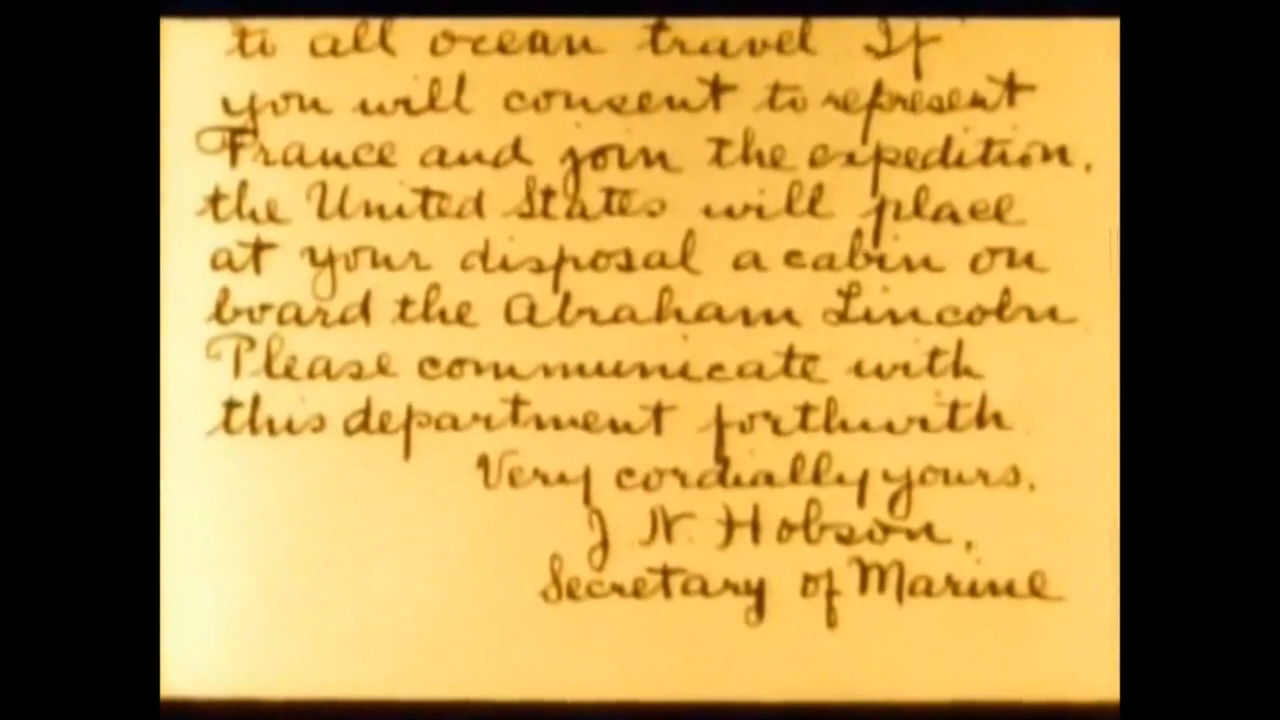 to all ocean travel If
you will consent to represent
France and join the expedition.
the United States will place
at your disposal a cabin on
board the Abraham Lincoln
Please communicate with
this department forthwith
Very cordially yours.
J N. Hobson,
Secretary of Marine